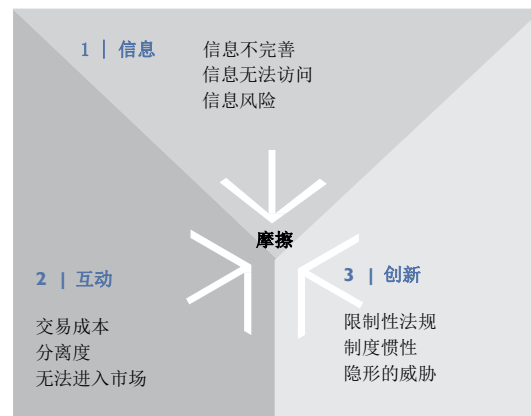 1 | 信息
信息不完善
信息无法访问
信息风险
摩擦
2 | 互动
交易成本
分离度
无法进入市场
3 | 创新
限制性法规
制度惯性
隐形的威胁